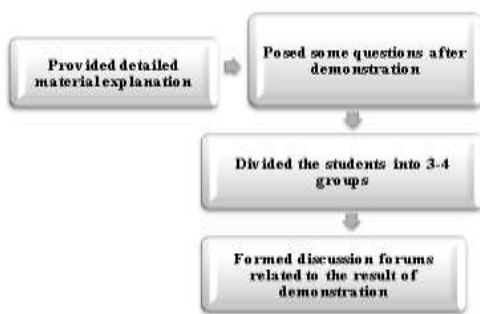 Provided detailed
material explanation
Posed some questions after
demonstration
Divided the students into 3-4
groups
Formed discussion forums
related to the result of
demonstration